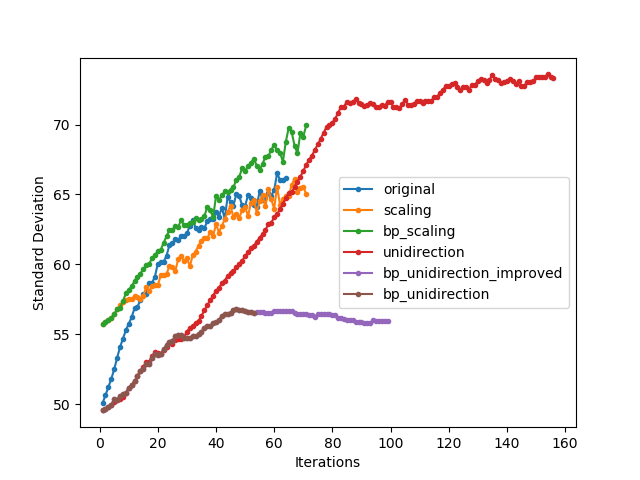 70
65
60
55
50
Standard Deviation
original
scaling
bp_scaling
unidirection
bp_unidirection_improved
bp_unidirection
0 20 40 60 80 100 120 140 160
Iterations